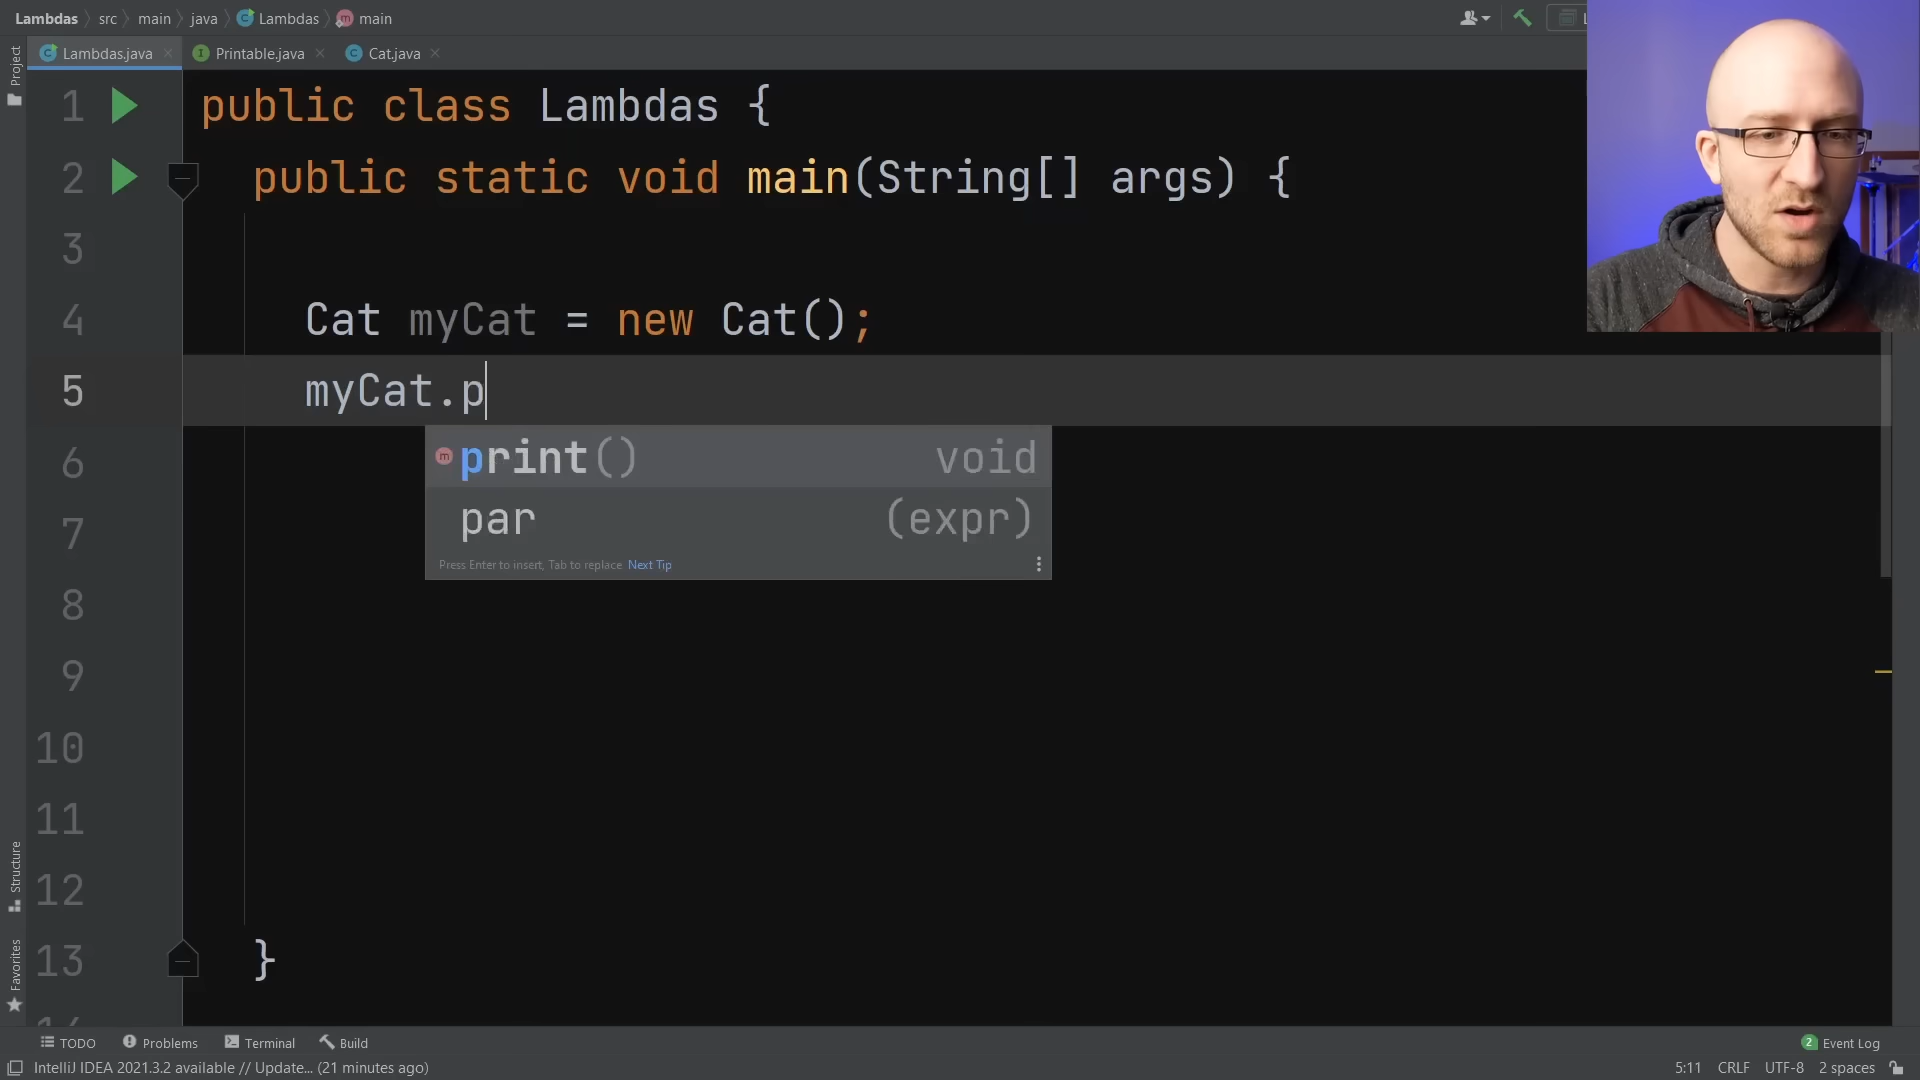 Lambdas src main java Lambdas main
L
Project
Lambdas.java Printable.java Cat.java
1 public class Lambdas {
2 public static void main(String[] args) {
3
4 Cat myCat = new Cat();
5 myCat.p
print() void
par (expr)
Press Enter to insert, Tab to replace Next Tip
6
7
8
9
10
11
12
13 }
14
Structure
Favorites
TODO Problems Terminal Build 2 Event Log
IntelliJ IDEA 2021.3.2 available // Update... (21 minutes ago) 5:11 CRLF UTF-8 2 spaces